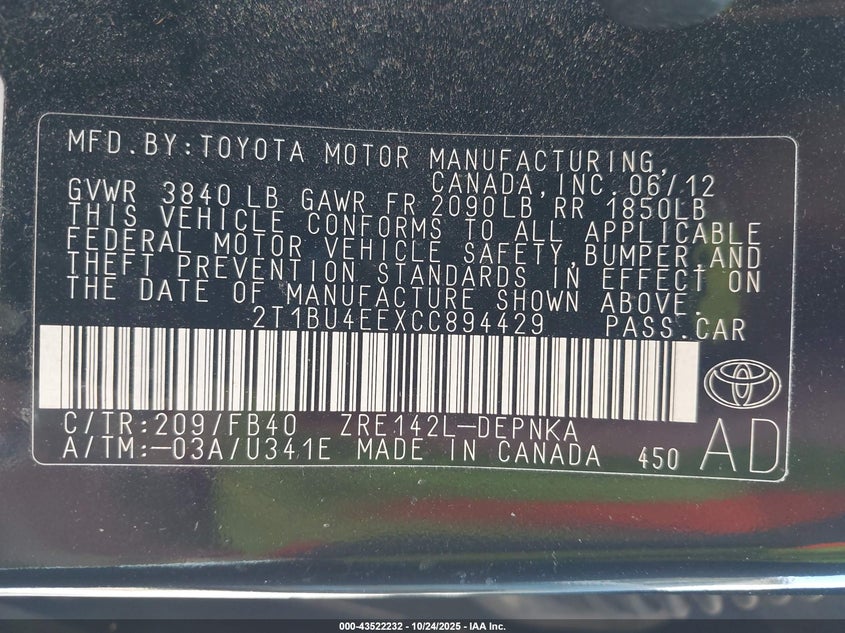 MFD.BY:TOYOTA MOTOR MANUFACTURING,
CANADA,INC.06/12
GVWR 3840LB GAWR FR 2090LB RR 1850LB
THIS VEHICLE CONFORMS TO ALL APPLICABLE
FEDERAL MOTOR VEHICLE SAFETY,BUMPER,AND
THEFT PREVENTION STANDARDS IN EFFECT ON
THE DATE OF MANUFACTURE SHOWN ABOVE.
2T1BU4EEXCC894429 PASS.CAR
C/TR:209/FB40 ZRE142L-DEPNKA
A/TM:-03A/U341E MADE IN CANADA 450 AD
000-43522232 - 10/24/2025 - IAA Inc.